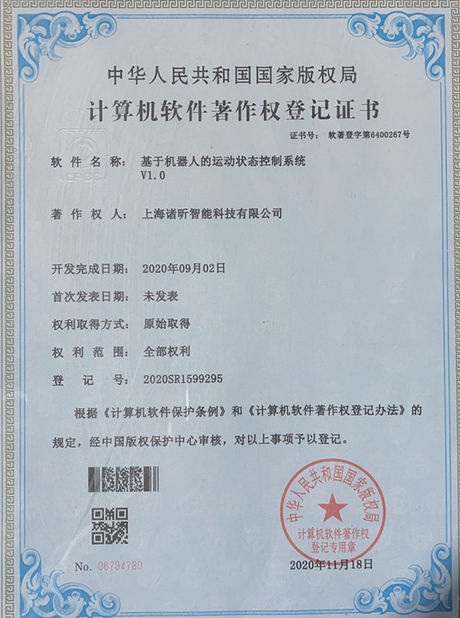 中华人民共和国国家版权局
计算机软件著作权登记证书
证书号： 软著登字第6400267号
软件名称： 基于机器人的运动状态控制系统
V1.0
著作权人： 上海诸昕智能科技有限公司
开发完成日期： 2020年09月02日
首次发表日期： 未发表
权利取得方式： 原始取得
权利范围： 全部权利
登记号： 2020SR1599295
根据《计算机软件保护条例》和《计算机软件著作权登记办法》的
规定，经中国版权保护中心审核，对以上事项予以登记。
中华人民共和国国家版权局
计算机软件著作权
登记专用章
No. 06734780
2020年11月18日